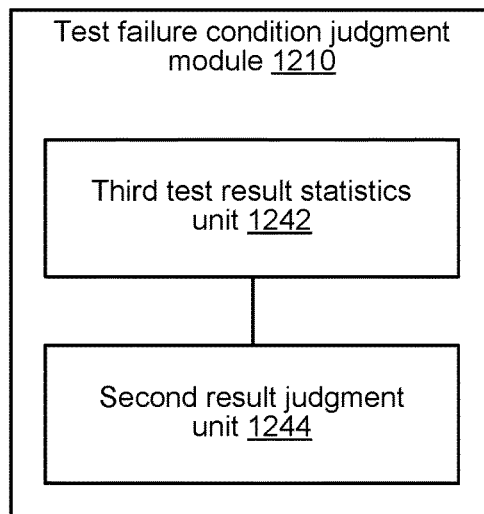 Test failure condition judgment
module 1210
Third test result statistics
unit 1242
Second result judgment
unit 1244